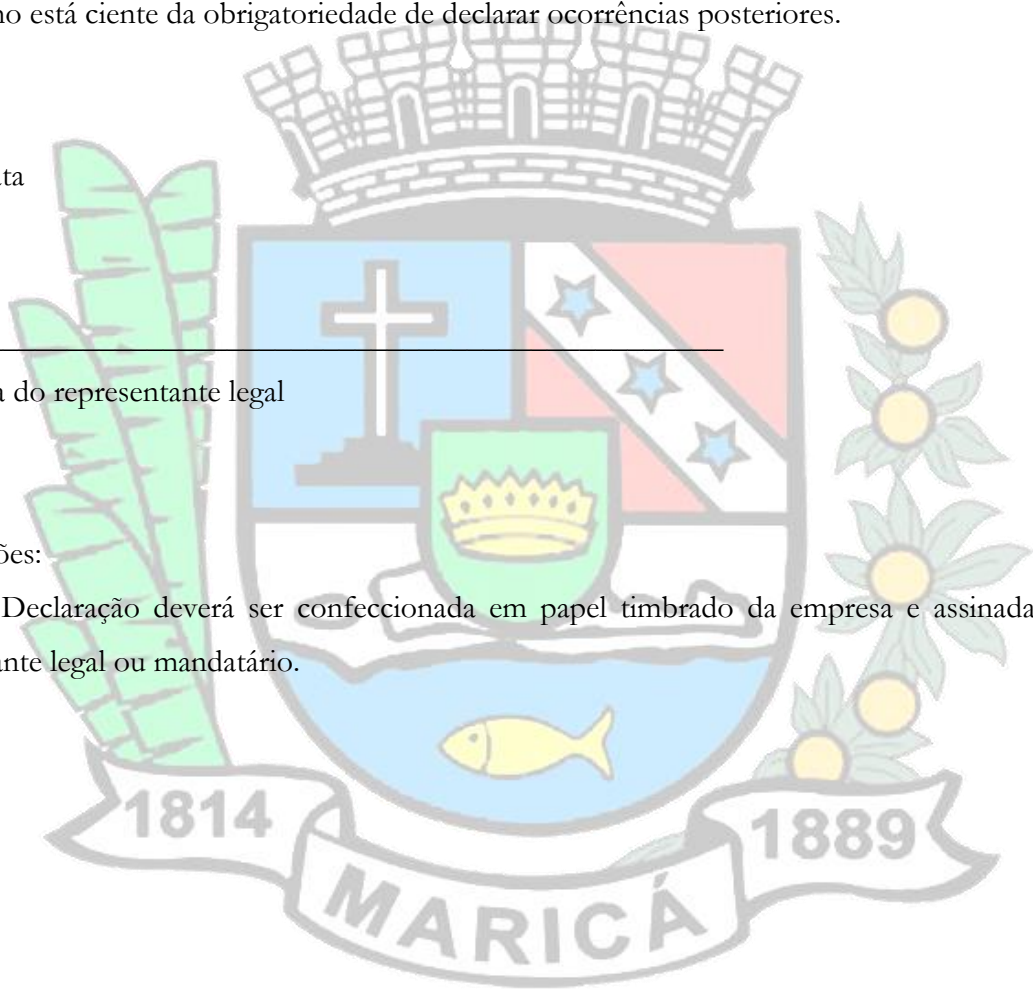 no está ciente da obrigatoriedade de declarar ocorrências posteriores.
ta
a do representante legal
ões:
Declaração deverá ser confeccionada em papel timbrado da empresa e assinada
ante legal ou mandatário.
1814
1889
MARICÁ